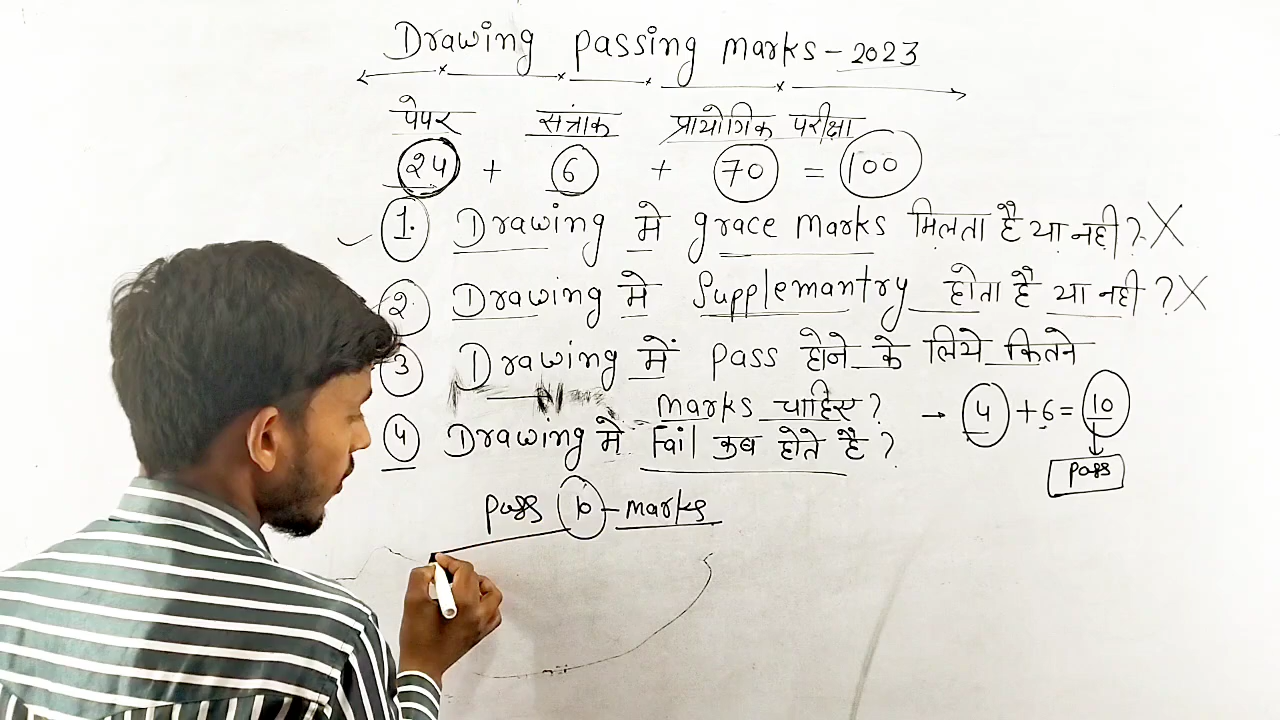 Drawing passing marks - 2023
पेपर सत्रांक प्रायोगिक परीक्षा
24 + 6 + 70 = 100
1. Drawing मे grace marks मिलता है या नही ? X
2. Drawing मे Supplemantry होता है या नही ? X
3 Drawing में pass होने के लिये कितने
marks चाहिए ? → 4 + 6 = 10
4 Drawing मे Fail कब होते है ?
pass
pass 10 - marks